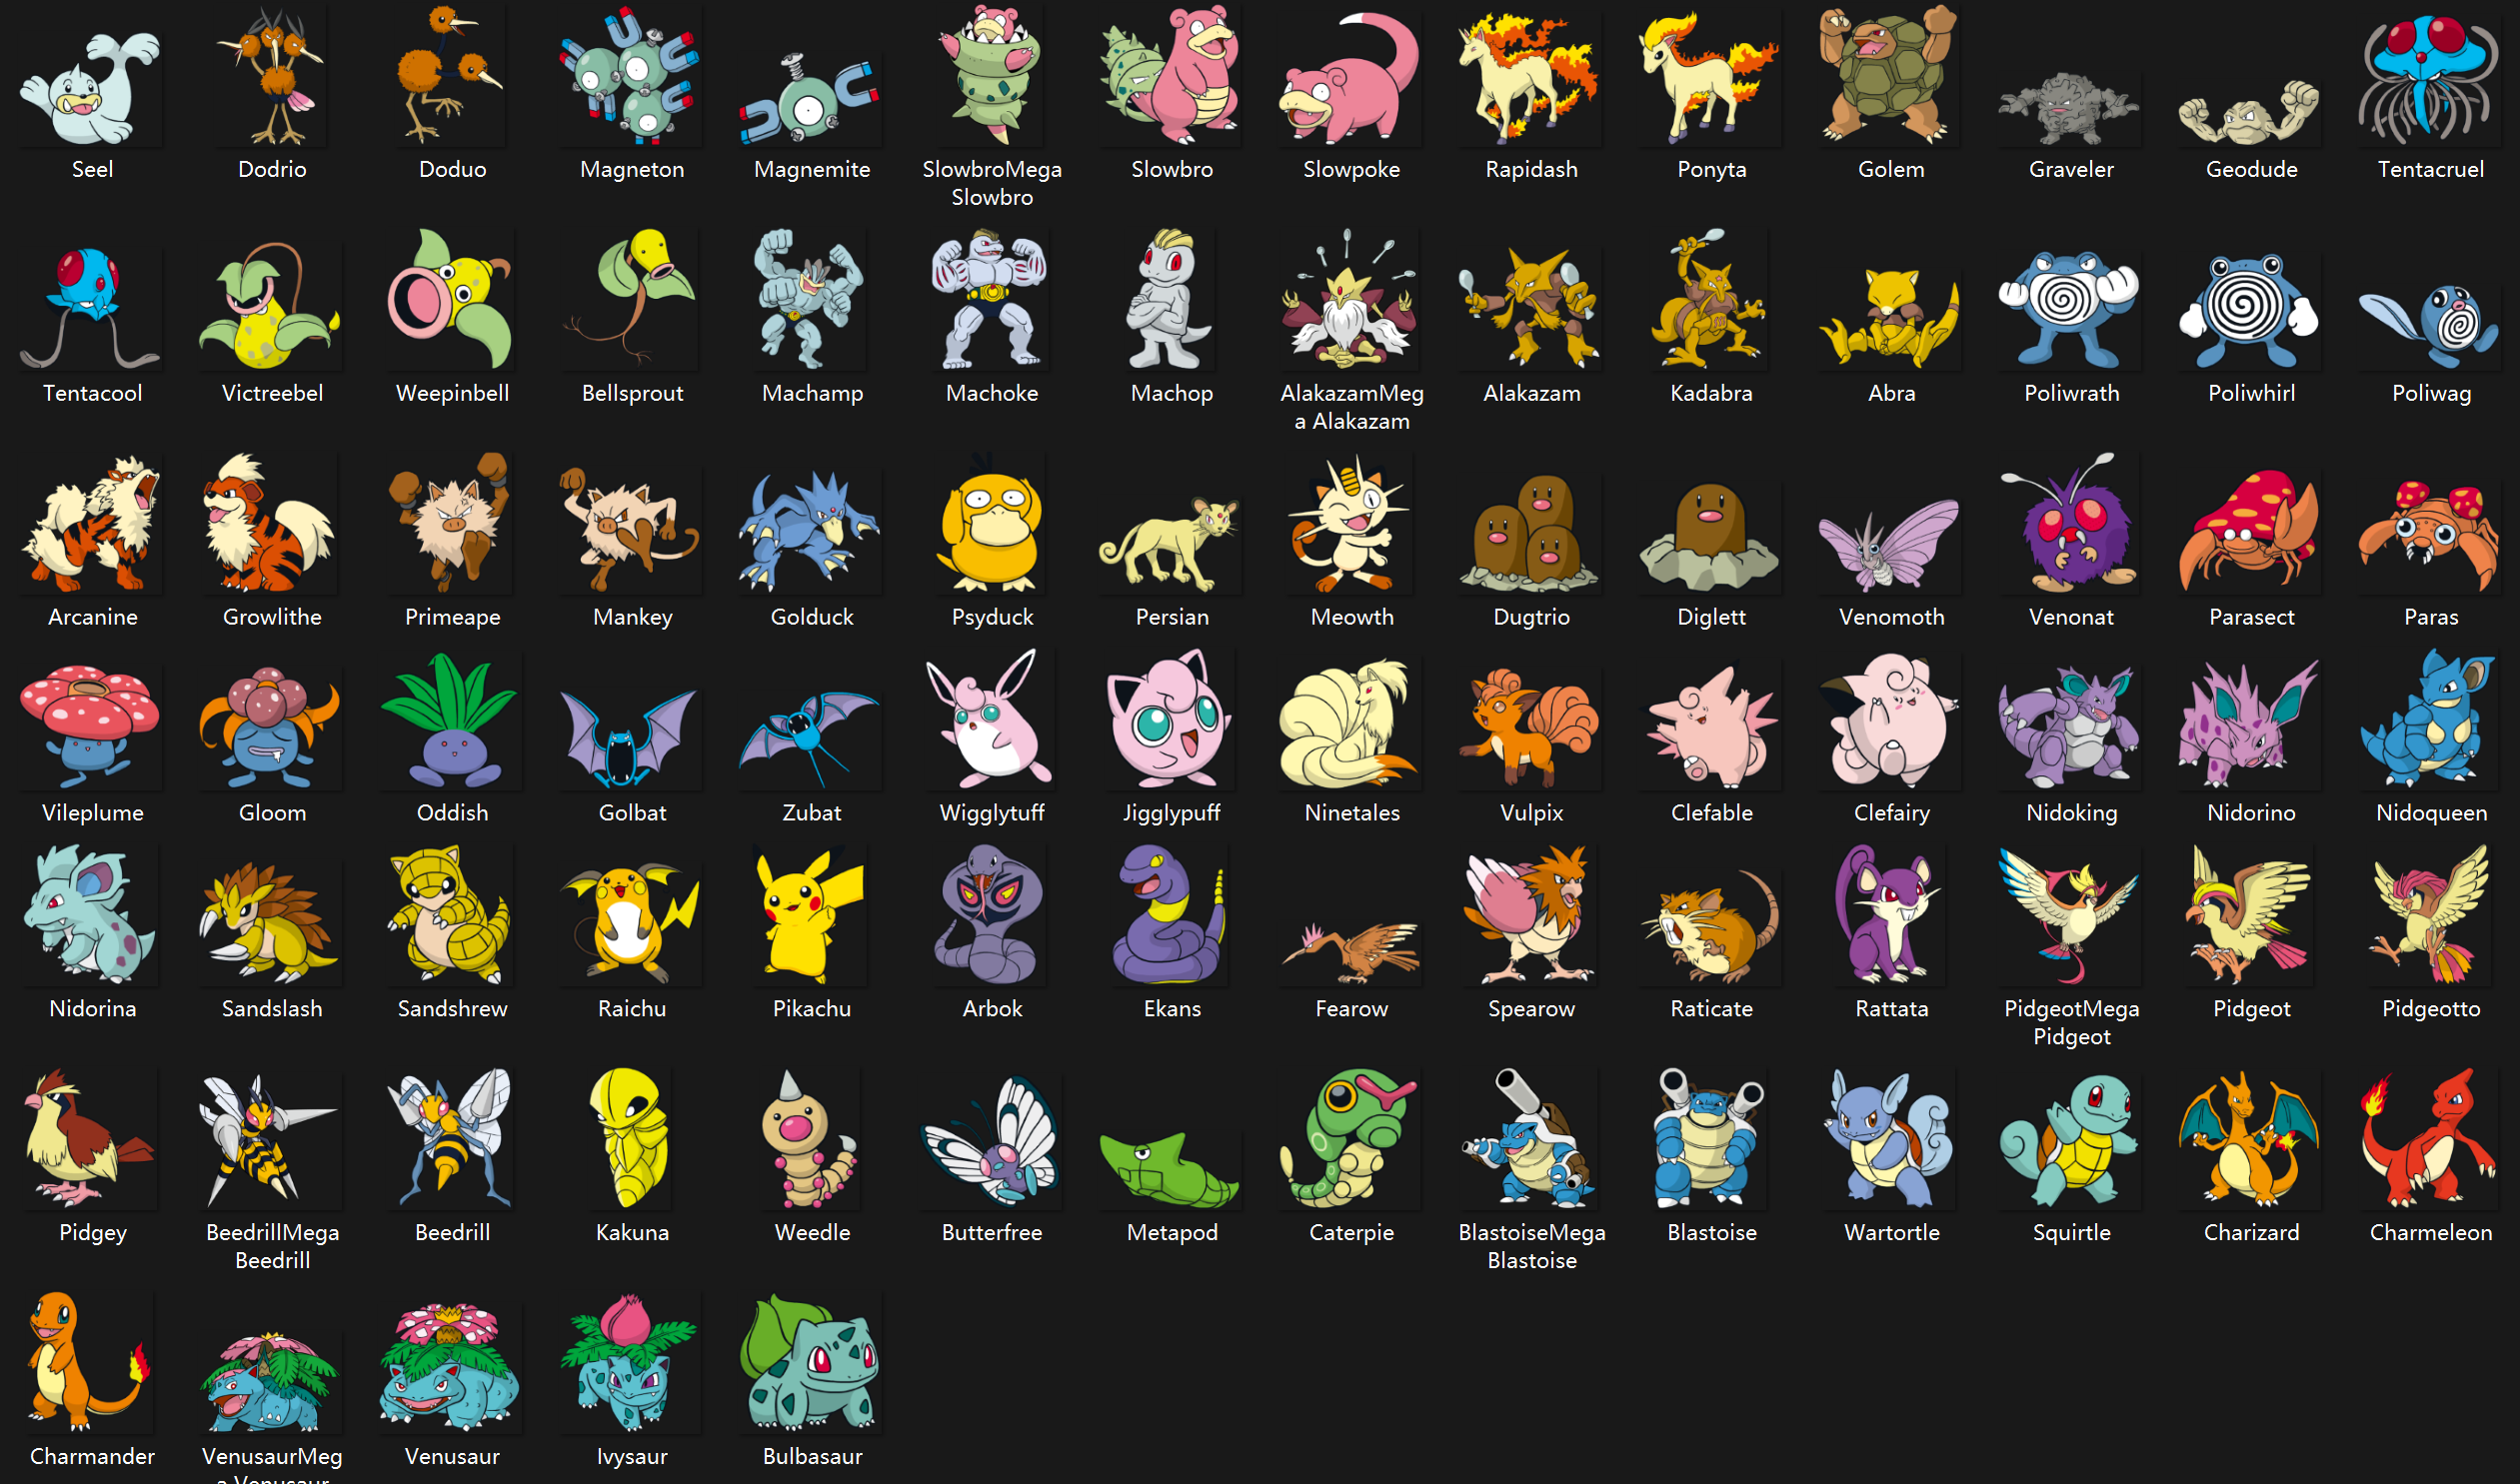 Seel Dodrio Doduo Magneton Magnemite SlowbroMega Slowbro Slowpoke Rapidash Ponyta Golem Graveler Geodude Tentacruel
Slowbro
Tentacool Victreebel Weepinbell Bellsprout Machamp Machoke Machop AlakazamMeg Alakazam Kadabra Abra Poliwrath Poliwhirl Poliwag
a Alakazam
Arcanine Growlithe Primeape Mankey Golduck Psyduck Persian Meowth Dugtrio Diglett Venomoth Venonat Parasect Paras
Vileplume Gloom Oddish Golbat Zubat Wigglytuff Jigglypuff Ninetales Vulpix Clefable Clefairy Nidoking Nidorino Nidoqueen
Nidorina Sandslash Sandshrew Raichu Pikachu Arbok Ekans Fearow Spearow Raticate Rattata PidgeotMega Pidgeot Pidgeotto
Pidgeot
Pidgey BeedrillMega Beedrill Kakuna Weedle Butterfree Metapod Caterpie BlastoiseMega Blastoise Wartortle Squirtle Charizard Charmeleon
Beedrill Blastoise
Charmander VenusaurMeg Venusaur Ivysaur Bulbasaur
a Venusaur